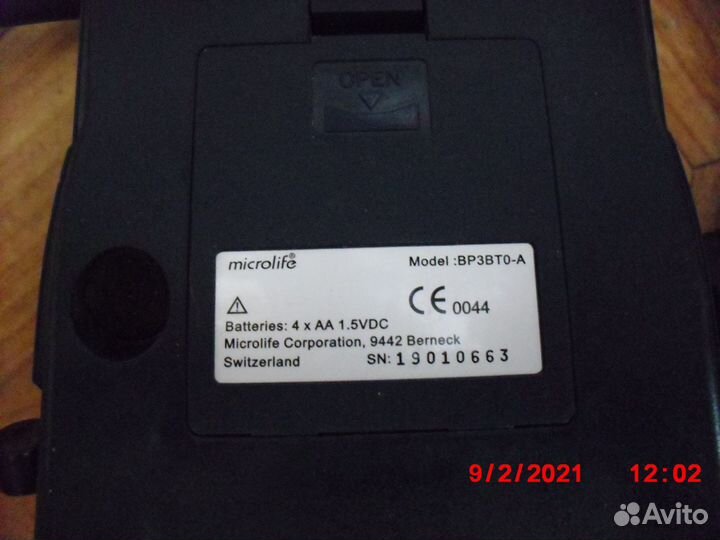 OPEN
microlife® Model :BP3BT0-A
CE 0044
Batteries: 4 x AA 1.5VDC
Microlife Corporation, 9442 Berneck
Switzerland SN: 19010663
9/2/2021 12:02
Avito